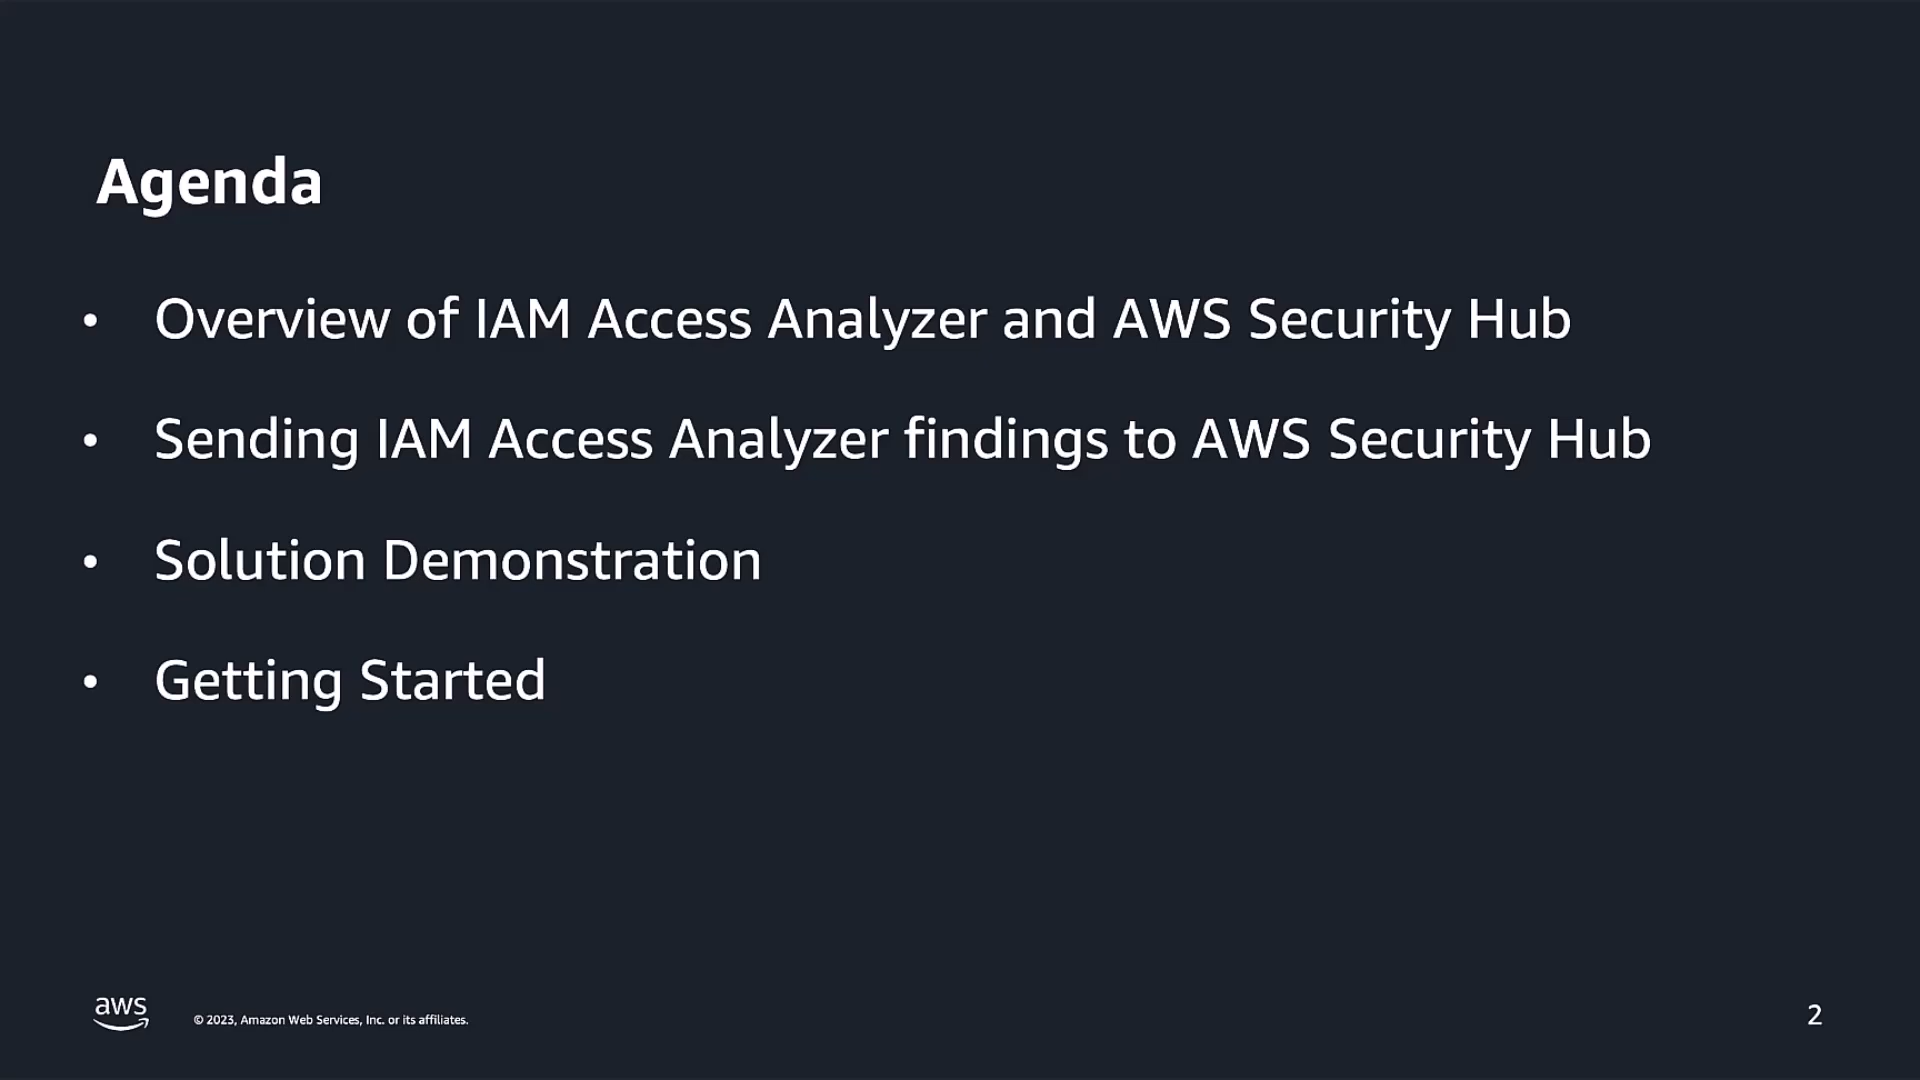 Agenda
• Overview of IAM Access Analyzer and AWS Security Hub
• Sending IAM Access Analyzer findings to AWS Security Hub
• Solution Demonstration
• Getting Started
aws
© 2023, Amazon Web Services, Inc. or its affiliates.
2